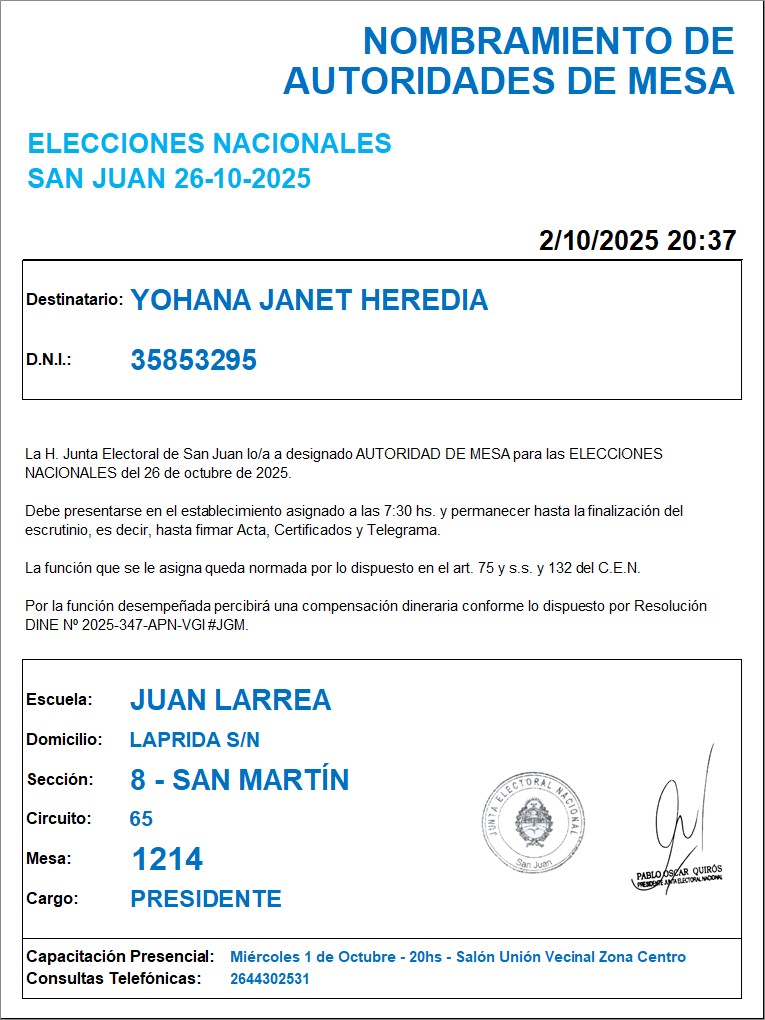 NOMBRAMIENTO DE
AUTORIDADES DE MESA
ELECCIONES NACIONALES
SAN JUAN 26-10-2025
2/10/2025 20:37
Destinatario: YOHANA JANET HEREDIA
D.N.I.: 35853295
La H. Junta Electoral de San Juan lo/a a designado AUTORIDAD DE MESA para las ELECCIONES
NACIONALES del 26 de octubre de 2025.
Debe presentarse en el establecimiento asignado a las 7:30 hs. y permanecer hasta la finalización del
escrutinio, es decir, hasta firmar Acta, Certificados y Telegrama.
La función que se le asigna queda normada por lo dispuesto en el art. 75 y s.s. y 132 del C.E.N.
Por la función desempeñada percibirá una compensación dineraria conforme lo dispuesto por Resolución
DINE Nº 2025-347-APN-VGI#JGM.
Escuela: JUAN LARREA
Domicilio: LAPRIDA S/N
Sección: 8 - SAN MARTÍN
Circuito: 65
Mesa: 1214
Cargo: PRESIDENTE
JUNTA ELECTORAL NACIONAL
San Juan
PABLO OSCAR QUIRÓS
PRESIDENTE JUNTA ELECTORAL NACIONAL
Capacitación Presencial: Miércoles 1 de Octubre - 20hs - Salón Unión Vecinal Zona Centro
Consultas Telefónicas: 2644302531